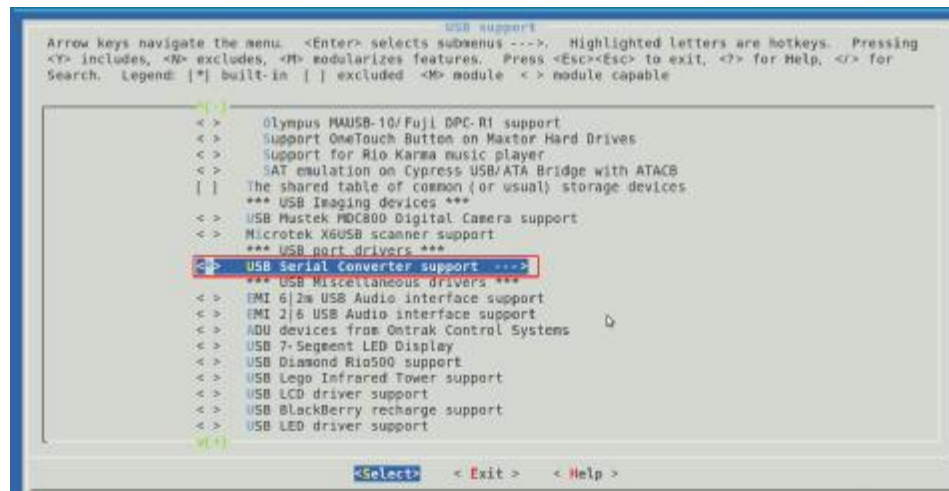 USB support
Arrow keys navigate the menu. <Enter> selects submenus --->. Highlighted letters are hotkeys. Pressing
<Y> includes, <N> excludes, <M> modularizes features. Press <Esc><Esc> to exit, <?> for Help, </> for
Search. Legend: [*] built-in [ ] excluded <M> module < > module capable
^(-)
< > Olympus MAUSB-10/Fuji DPC-R1 support
< > Support OneTouch Button on Maxtor Hard Drives
< > Support for Rio Karma music player
< > SAT emulation on Cypress USB/ATA Bridge with ATACB
[ ] The shared table of common (or usual) storage devices
*** USB Imaging devices ***
< > USB Mustek MDC800 Digital Camera support
< > Microtek X6USB scanner support
*** USB port drivers ***
USB Serial Converter support --->
*** USB Miscellaneous drivers ***
< > EMI 6|2m USB Audio interface support
< > EMI 2|6 USB Audio interface support
< > ADU devices from Ontrak Control Systems
< > USB 7-Segment LED Display
< > USB Diamond Rio500 support
< > USB Lego Infrared Tower support
< > USB LCD driver support
< > USB BlackBerry recharge support
< > USB LED driver support
v(+)
<Select> < Exit > < Help >